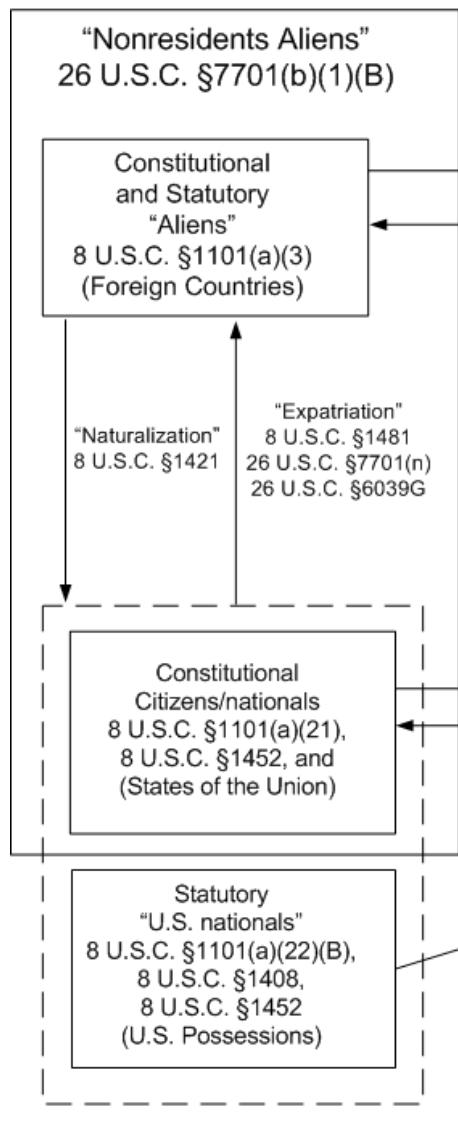 “Nonresidents Aliens”
26 U.S.C. §7701(b)(1)(B)
Constitutional
and Statutory
“Aliens”
8 U.S.C. §1101(a)(3)
(Foreign Countries)
“Naturalization”
8 U.S.C. §1421
“Expatriation”
8 U.S.C. §1481
26 U.S.C. §7701(n)
26 U.S.C. §6039G
Constitutional
Citizens/nationals
8 U.S.C. §1101(a)(21),
8 U.S.C. §1452, and
(States of the Union)
Statutory
“U.S. nationals”
8 U.S.C. §1101(a)(22)(B),
8 U.S.C. §1408,
8 U.S.C. §1452
(U.S. Possessions)